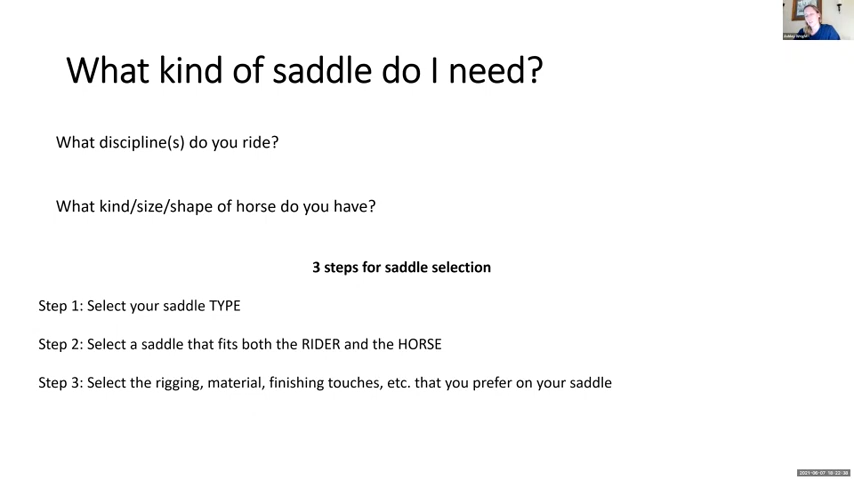 What kind of saddle do I need?
What discipline(s) do you ride?
What kind/size/shape of horse do you have?
3 steps for saddle selection
Step 1: Select your saddle TYPE
Step 2: Select a saddle that fits both the RIDER and the HORSE
Step 3: Select the rigging, material, finishing touches, etc. that you prefer on your saddle